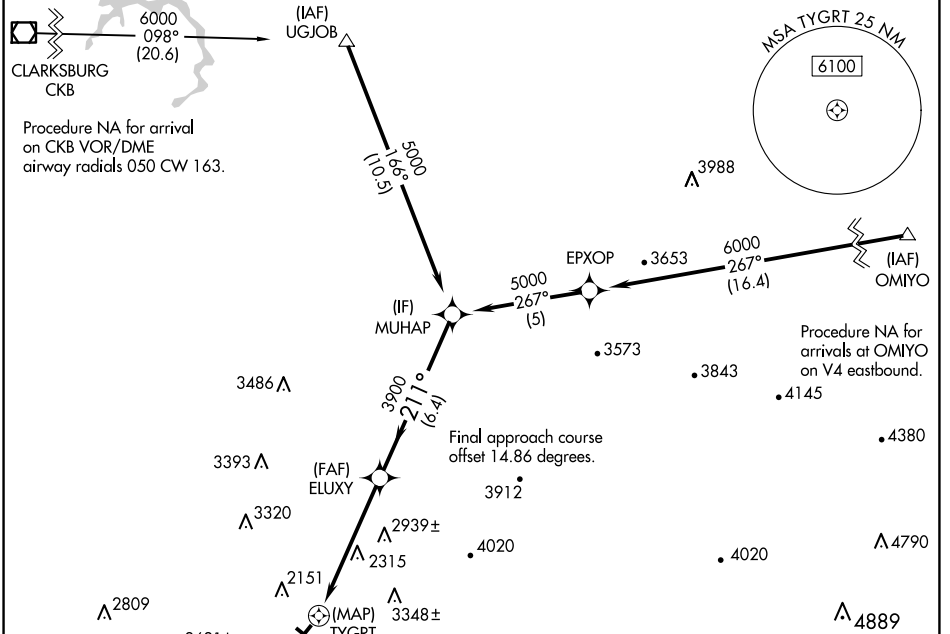 6000
098°
(20.6)
CLARKSBURG
CKB
(IAF)
UGJOB
MSA TYGRT 25 NM
6100
Procedure NA for arrival
on CKB VOR/DME
airway radials 050 CW 163.
5000
166°
(10.5)
3988
EPXOP
3653
6000
267°
(16.4)
(IAF)
OMIYO
5000
267°
(5)
(IF)
MUHAP
Procedure NA for
arrivals at OMIYO
on V4 eastbound.
3573
3843
4145
3486
3900
211°
(6.4)
Final approach course
offset 14.86 degrees.
4380
3393
(FAF)
ELUXY
3912
3320
2939±
2315
4020
4020
4790
2151
2809
3348±
(MAP)
TYGRT
4889